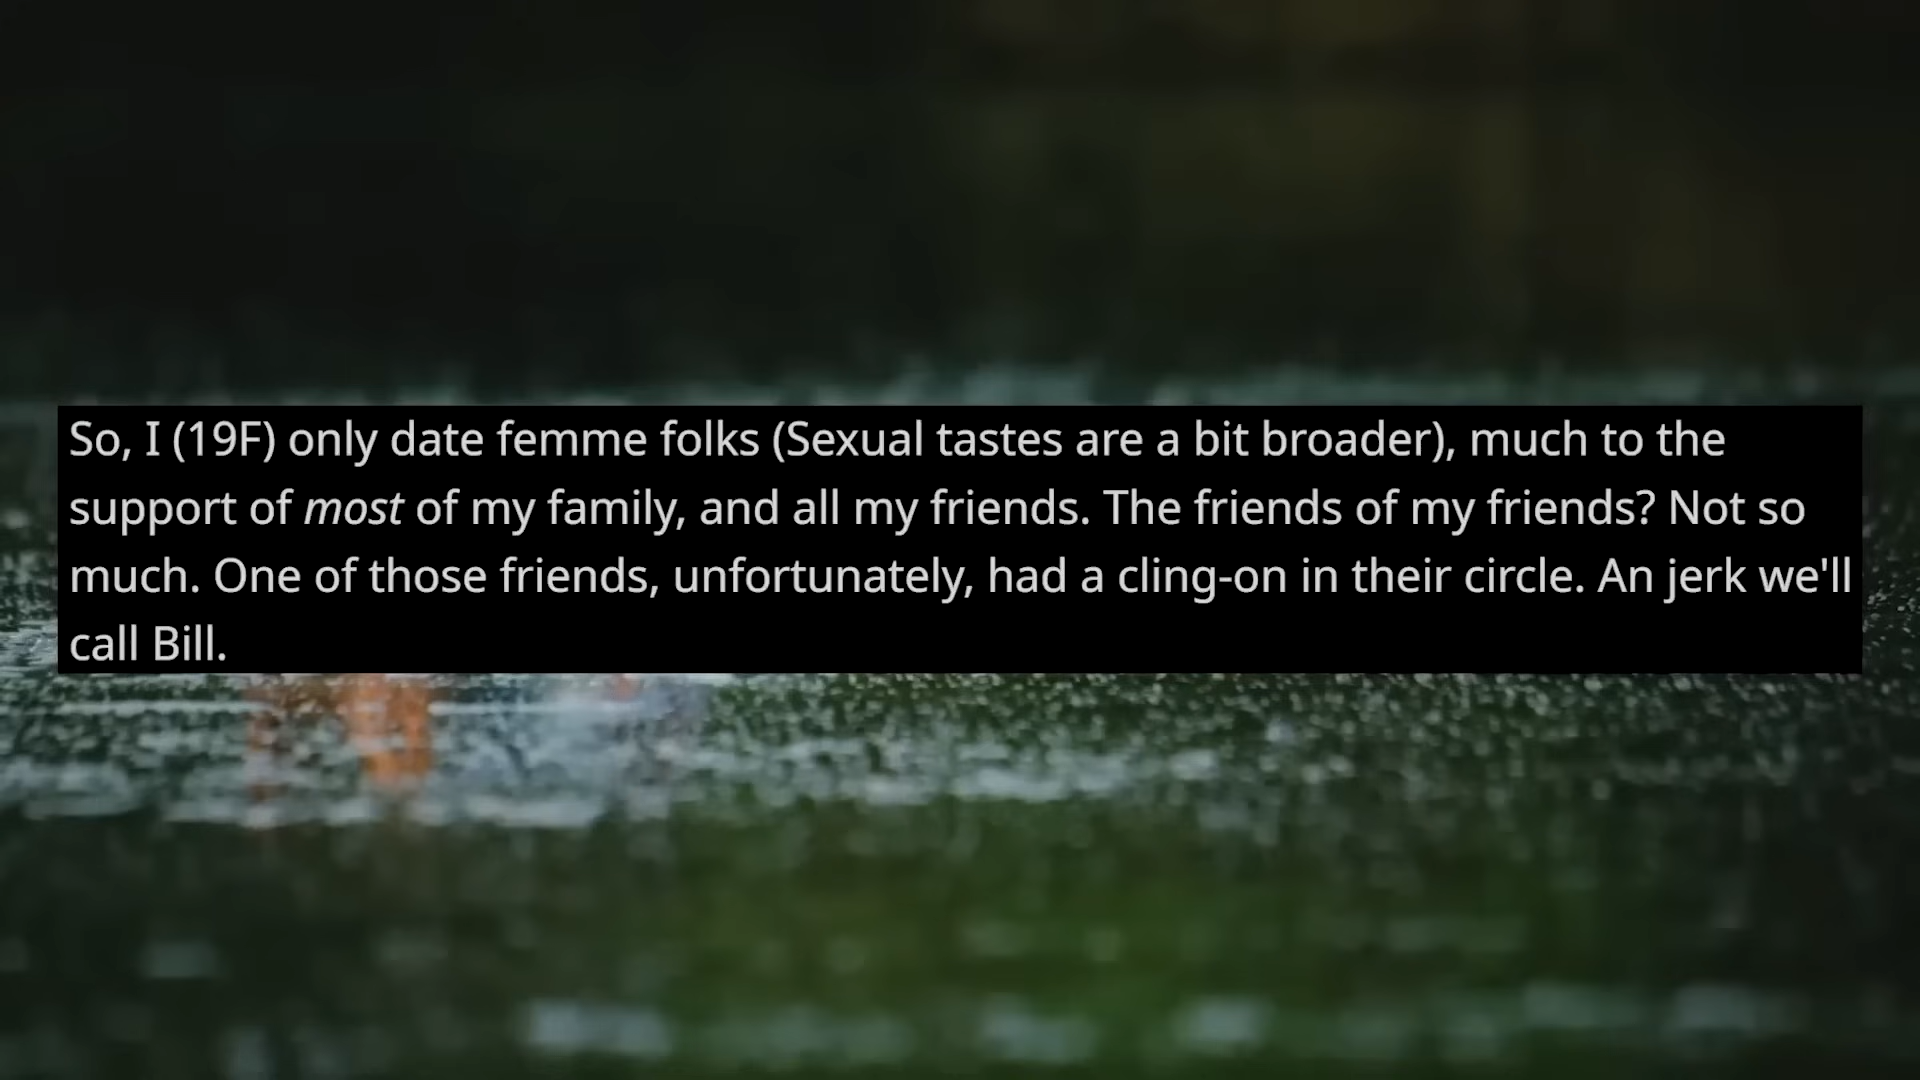 So, I (19F) only date femme folks (Sexual tastes are a bit broader), much to the
support of most of my family, and all my friends. The friends of my friends? Not so
much. One of those friends, unfortunately, had a cling-on in their circle. An jerk we'll
call Bill.